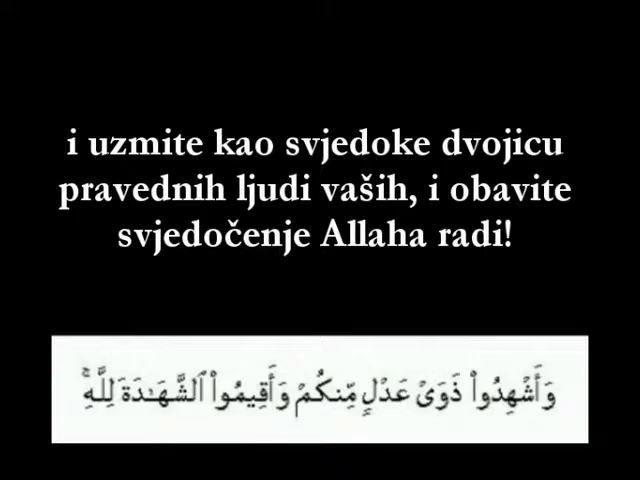 i uzmite kao svjedoke dvojicu
pravednih ljudi vaših, i obavite
svjedočenje Allaha radi!
وَأَشْهِدُوا۟ ذَوَىْ عَدْلٍ مِّنكُمْ وَأَقِيمُوا۟ ٱلشَّهَـٰدَةَ لِلَّهِ ۚ